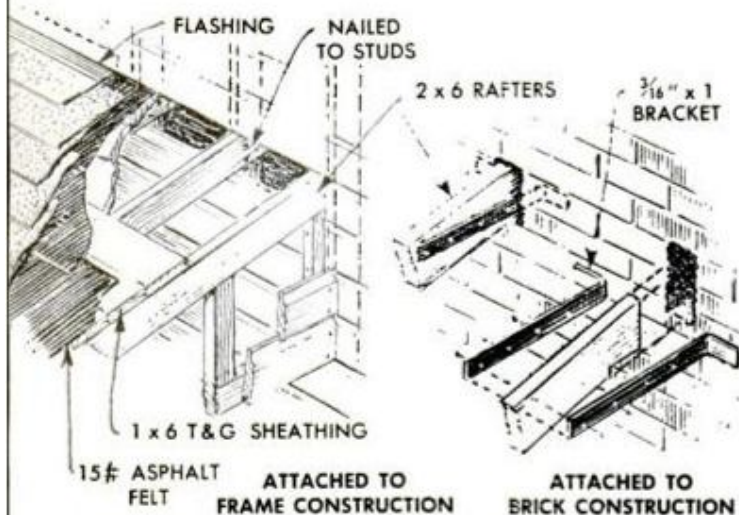 FLASHING
NAILED
TO STUDS
2 x 6 RAFTERS
3/16" x 1
BRACKET
1 x 6 T&G SHEATHING
15# ASPHALT
FELT
ATTACHED TO
FRAME CONSTRUCTION
ATTACHED TO
BRICK CONSTRUCTION